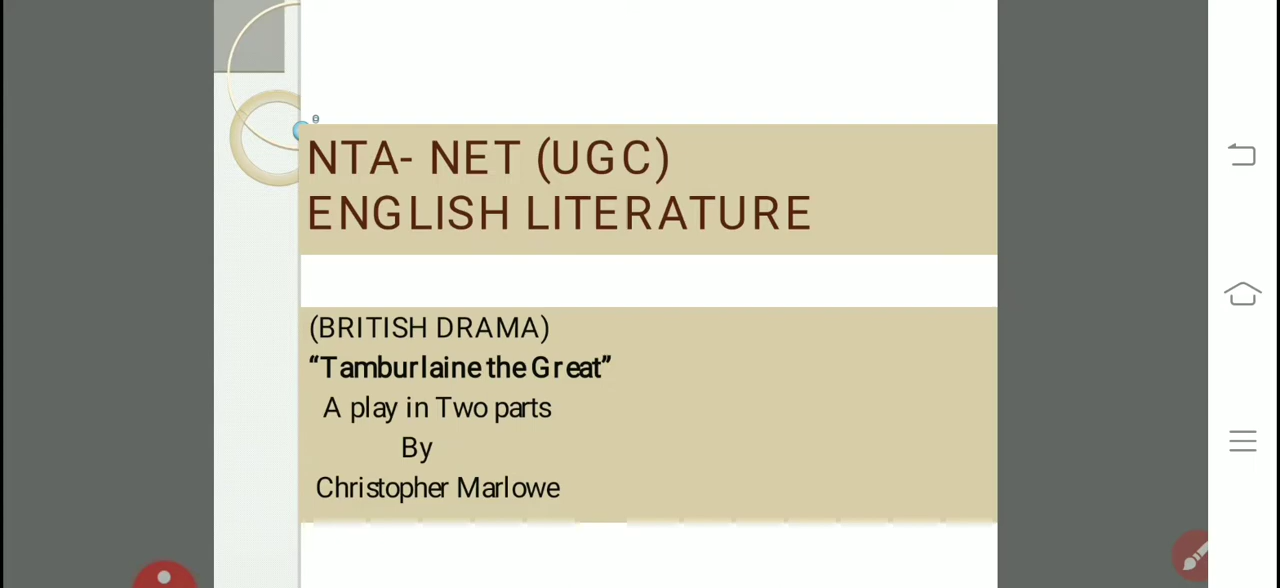 NTA- NET (UGC)
ENGLISH LITERATURE
(BRITISH DRAMA)
“Tamburlaine the Great”
A play in Two parts
By
Christopher Marlowe